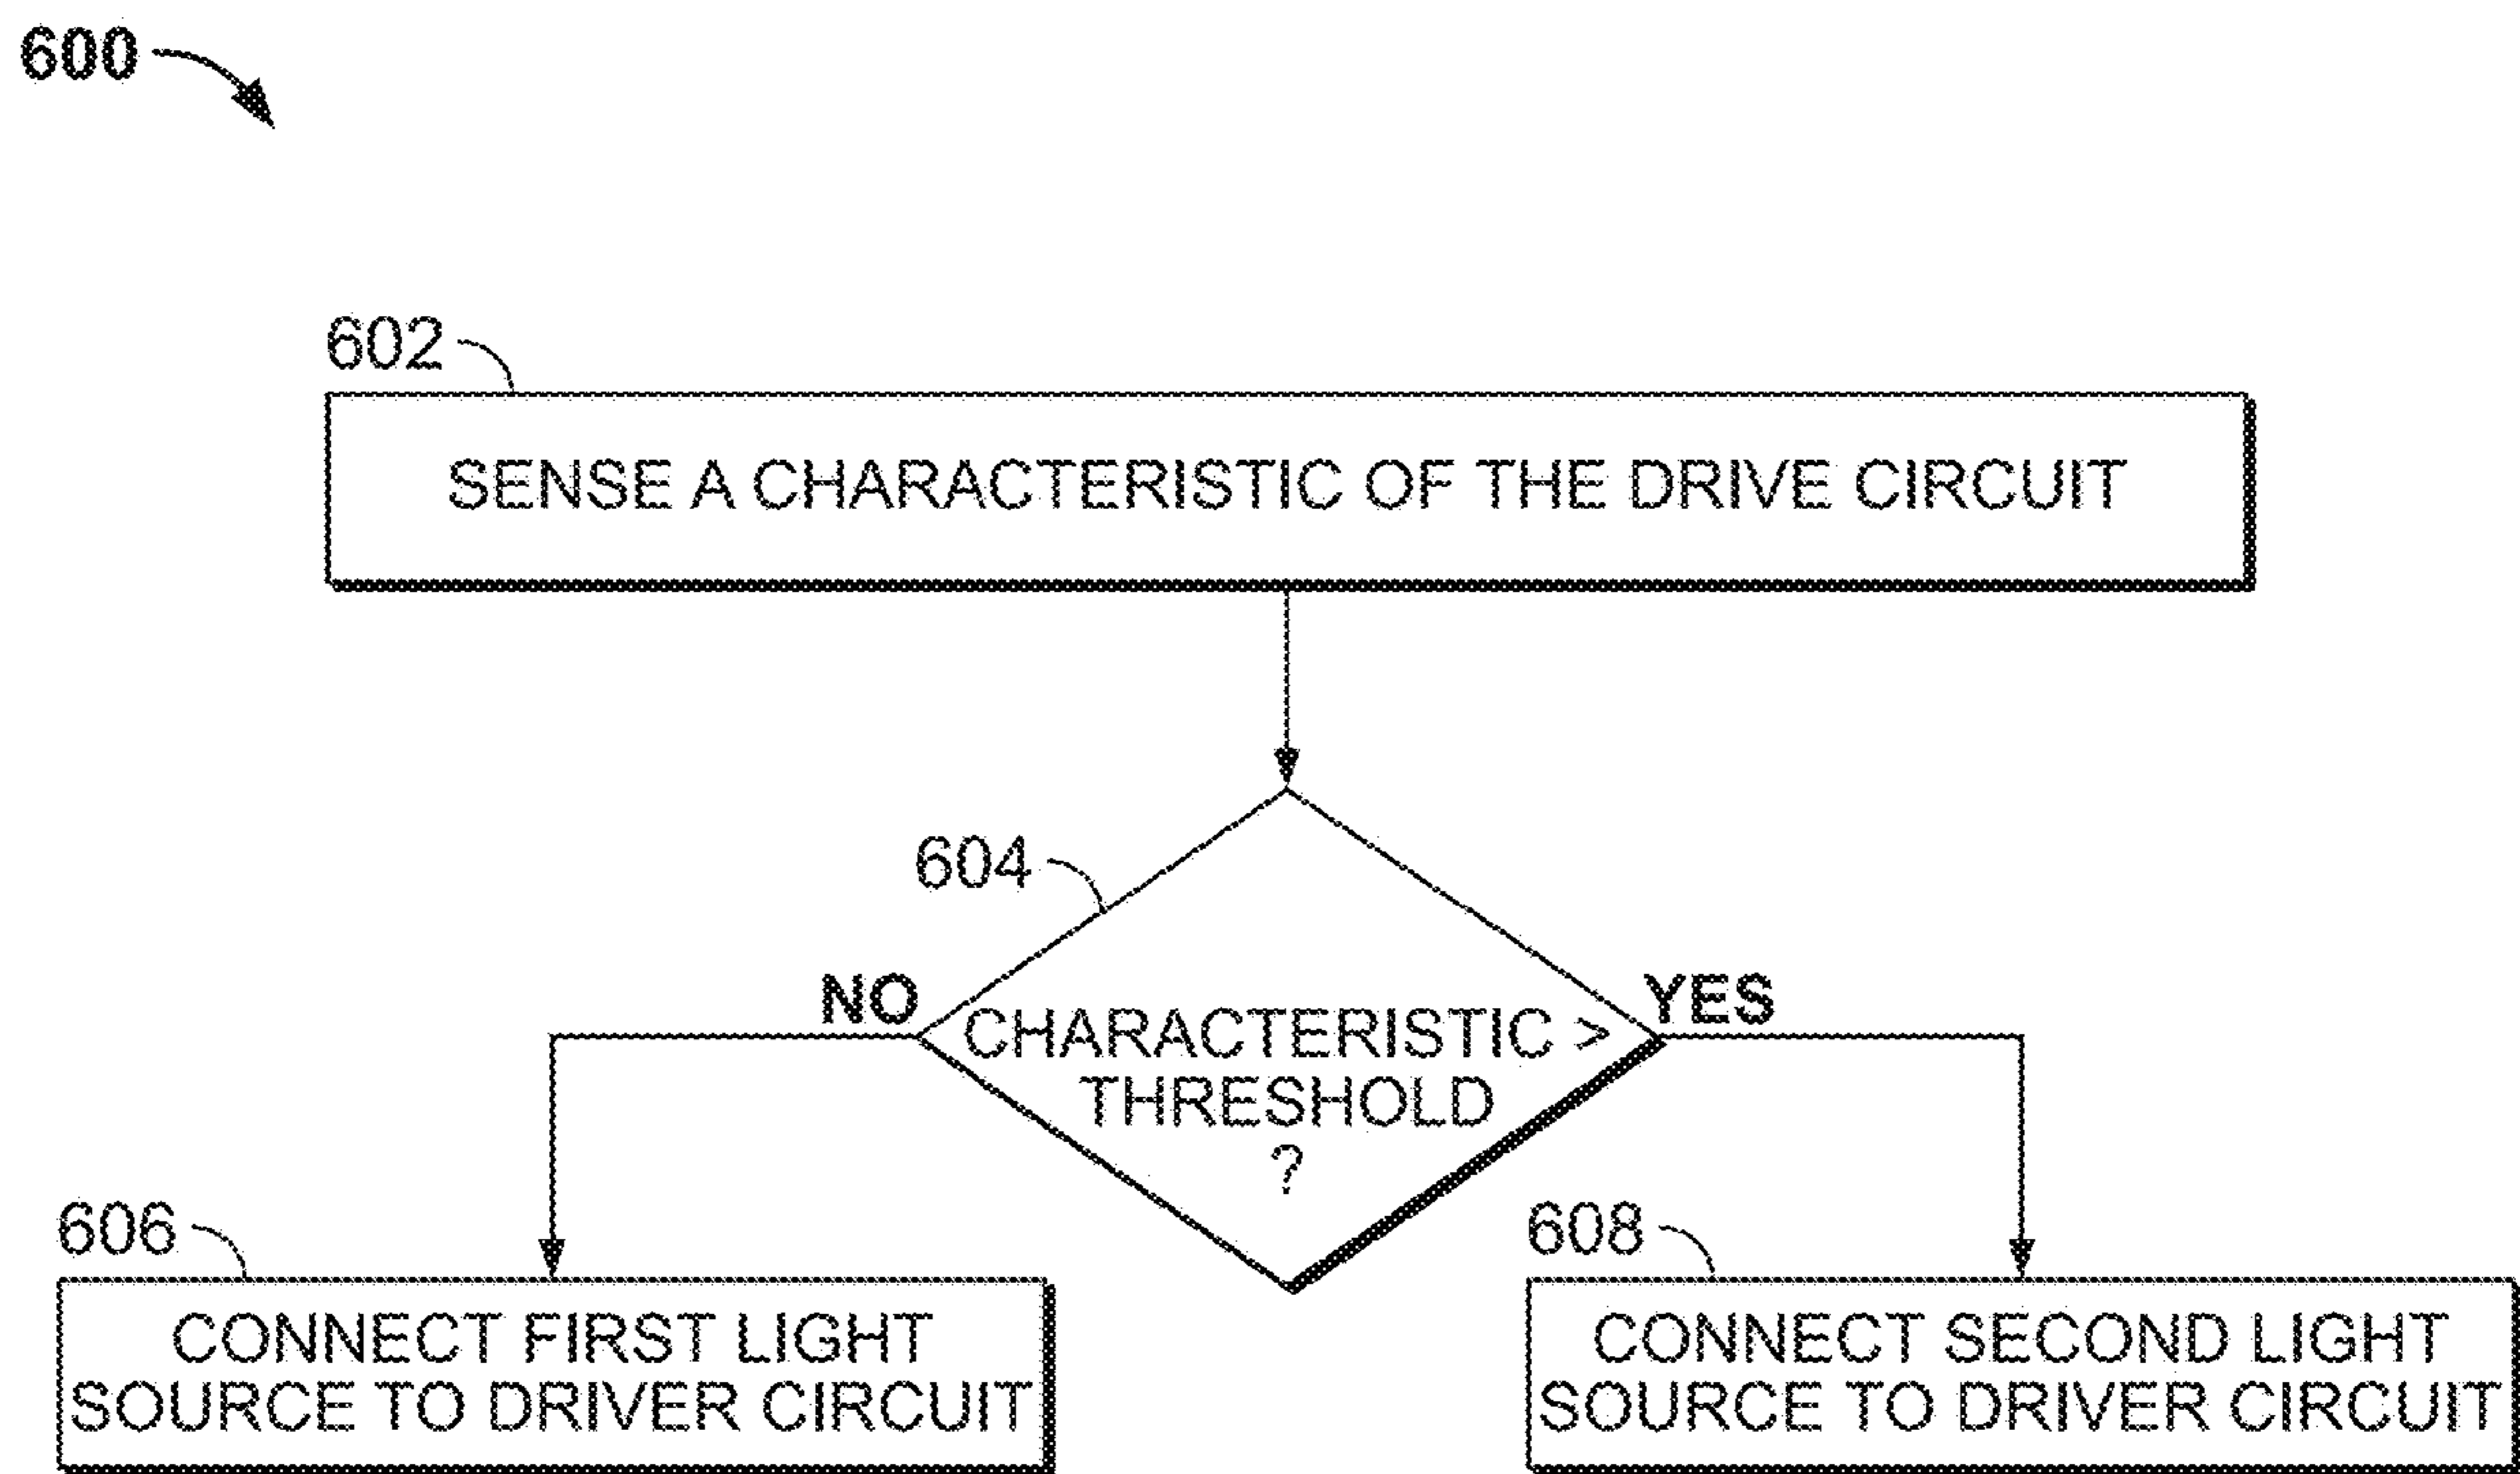 600
602
SENSE A CHARACTERISTIC OF THE DRIVE CIRCUIT
604
NO
YES
CHARACTERISTIC >
THRESHOLD
?
606
608
CONNECT FIRST LIGHT
SOURCE TO DRIVER CIRCUIT
CONNECT SECOND LIGHT
SOURCE TO DRIVER CIRCUIT